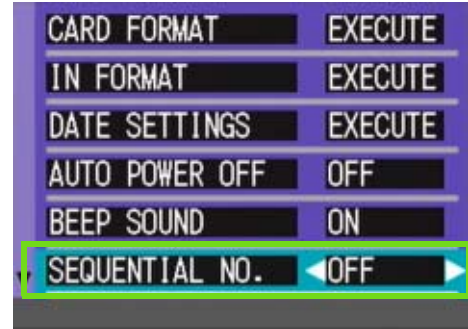 CARD FORMAT EXECUTE
IN FORMAT EXECUTE
DATE SETTINGS EXECUTE
AUTO POWER OFF OFF
BEEP SOUND ON
SEQUENTIAL NO. OFF